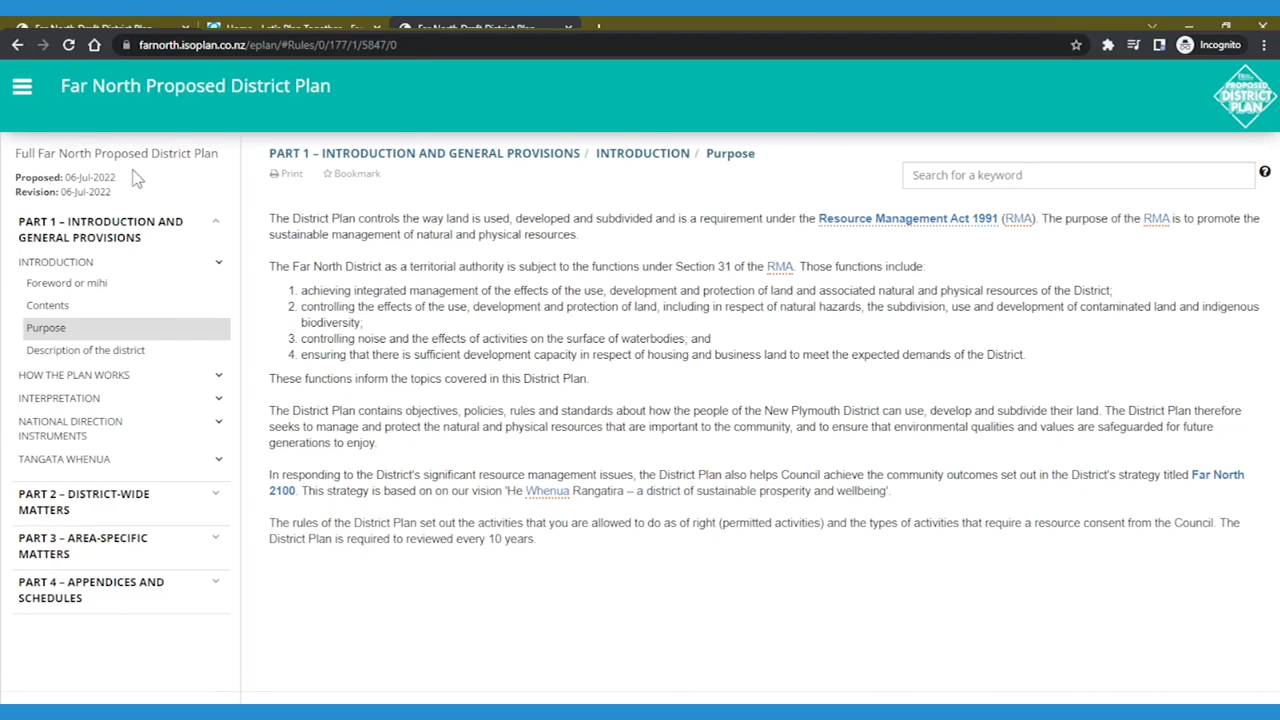 Far North Draft District Plan
Home - Let's Plan Together
Far North Draft District Plan
farnorth.isoplan.co.nz/eplan/#Rules/0/177/1/5847/0
Incognito
Far North Proposed District Plan
PROPOSED
DISTRICT
PLAN
Full Far North Proposed District Plan
Proposed: 06-Jul-2022
Revision: 06-Jul-2022
PART 1 – INTRODUCTION AND
GENERAL PROVISIONS
INTRODUCTION
Foreword or mihi
Contents
Purpose
Description of the district
HOW THE PLAN WORKS
INTERPRETATION
NATIONAL DIRECTION
INSTRUMENTS
TANGATA WHENUA
PART 2 – DISTRICT-WIDE
MATTERS
PART 3 – AREA-SPECIFIC
MATTERS
PART 4 – APPENDICES AND
SCHEDULES
PART 1 – INTRODUCTION AND GENERAL PROVISIONS / INTRODUCTION / Purpose
Print Bookmark
Search for a keyword
The District Plan controls the way land is used, developed and subdivided and is a requirement under the Resource Management Act 1991 (RMA). The purpose of the RMA is to promote the
sustainable management of natural and physical resources.
The Far North District as a territorial authority is subject to the functions under Section 31 of the RMA. Those functions include:
1. achieving integrated management of the effects of the use, development and protection of land and associated natural and physical resources of the District;
2. controlling the effects of the use, development and protection of land, including in respect of natural hazards, the subdivision, use and development of contaminated land and indigenous
biodiversity;
3. controlling noise and the effects of activities on the surface of waterbodies; and
4. ensuring that there is sufficient development capacity in respect of housing and business land to meet the expected demands of the District.
These functions inform the topics covered in this District Plan.
The District Plan contains objectives, policies, rules and standards about how the people of the New Plymouth District can use, develop and subdivide their land. The District Plan therefore
seeks to manage and protect the natural and physical resources that are important to the community, and to ensure that environmental qualities and values are safeguarded for future
generations to enjoy.
In responding to the District's significant resource management issues, the District Plan also helps Council achieve the community outcomes set out in the District's strategy titled Far North
2100. This strategy is based on on our vision 'He Whenua Rangatira – a district of sustainable prosperity and wellbeing'.
The rules of the District Plan set out the activities that you are allowed to do as of right (permitted activities) and the types of activities that require a resource consent from the Council. The
District Plan is required to reviewed every 10 years.